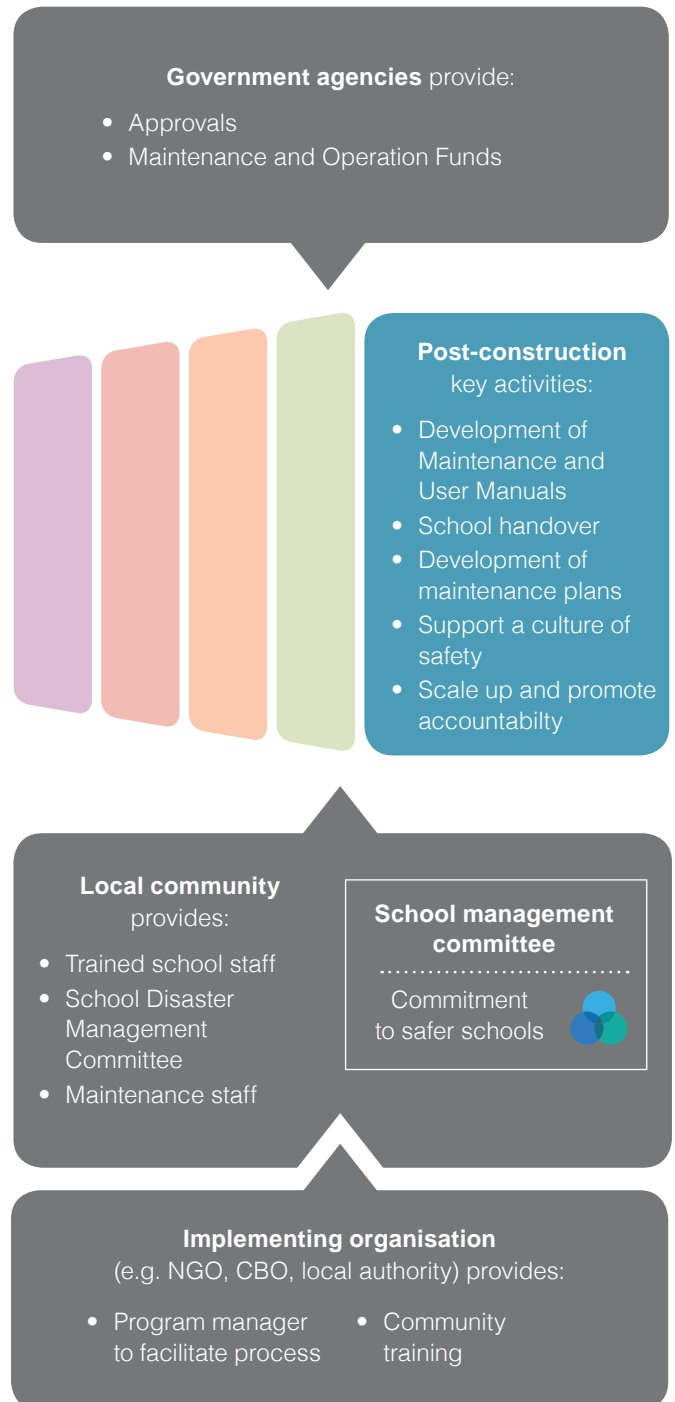 Government agencies provide:
• Approvals
• Maintenance and Operation Funds
Post-construction
key activities:
• Development of
Maintenance and
User Manuals
• School handover
• Development of
maintenance plans
• Support a culture of
safety
• Scale up and promote
accountabilty
Local community
provides:
• Trained school staff
• School Disaster
Management
Committee
• Maintenance staff
School management
committee
Commitment
to safer schools
Implementing organisation
(e.g. NGO, CBO, local authority) provides:
• Program manager
to facilitate process
• Community
training